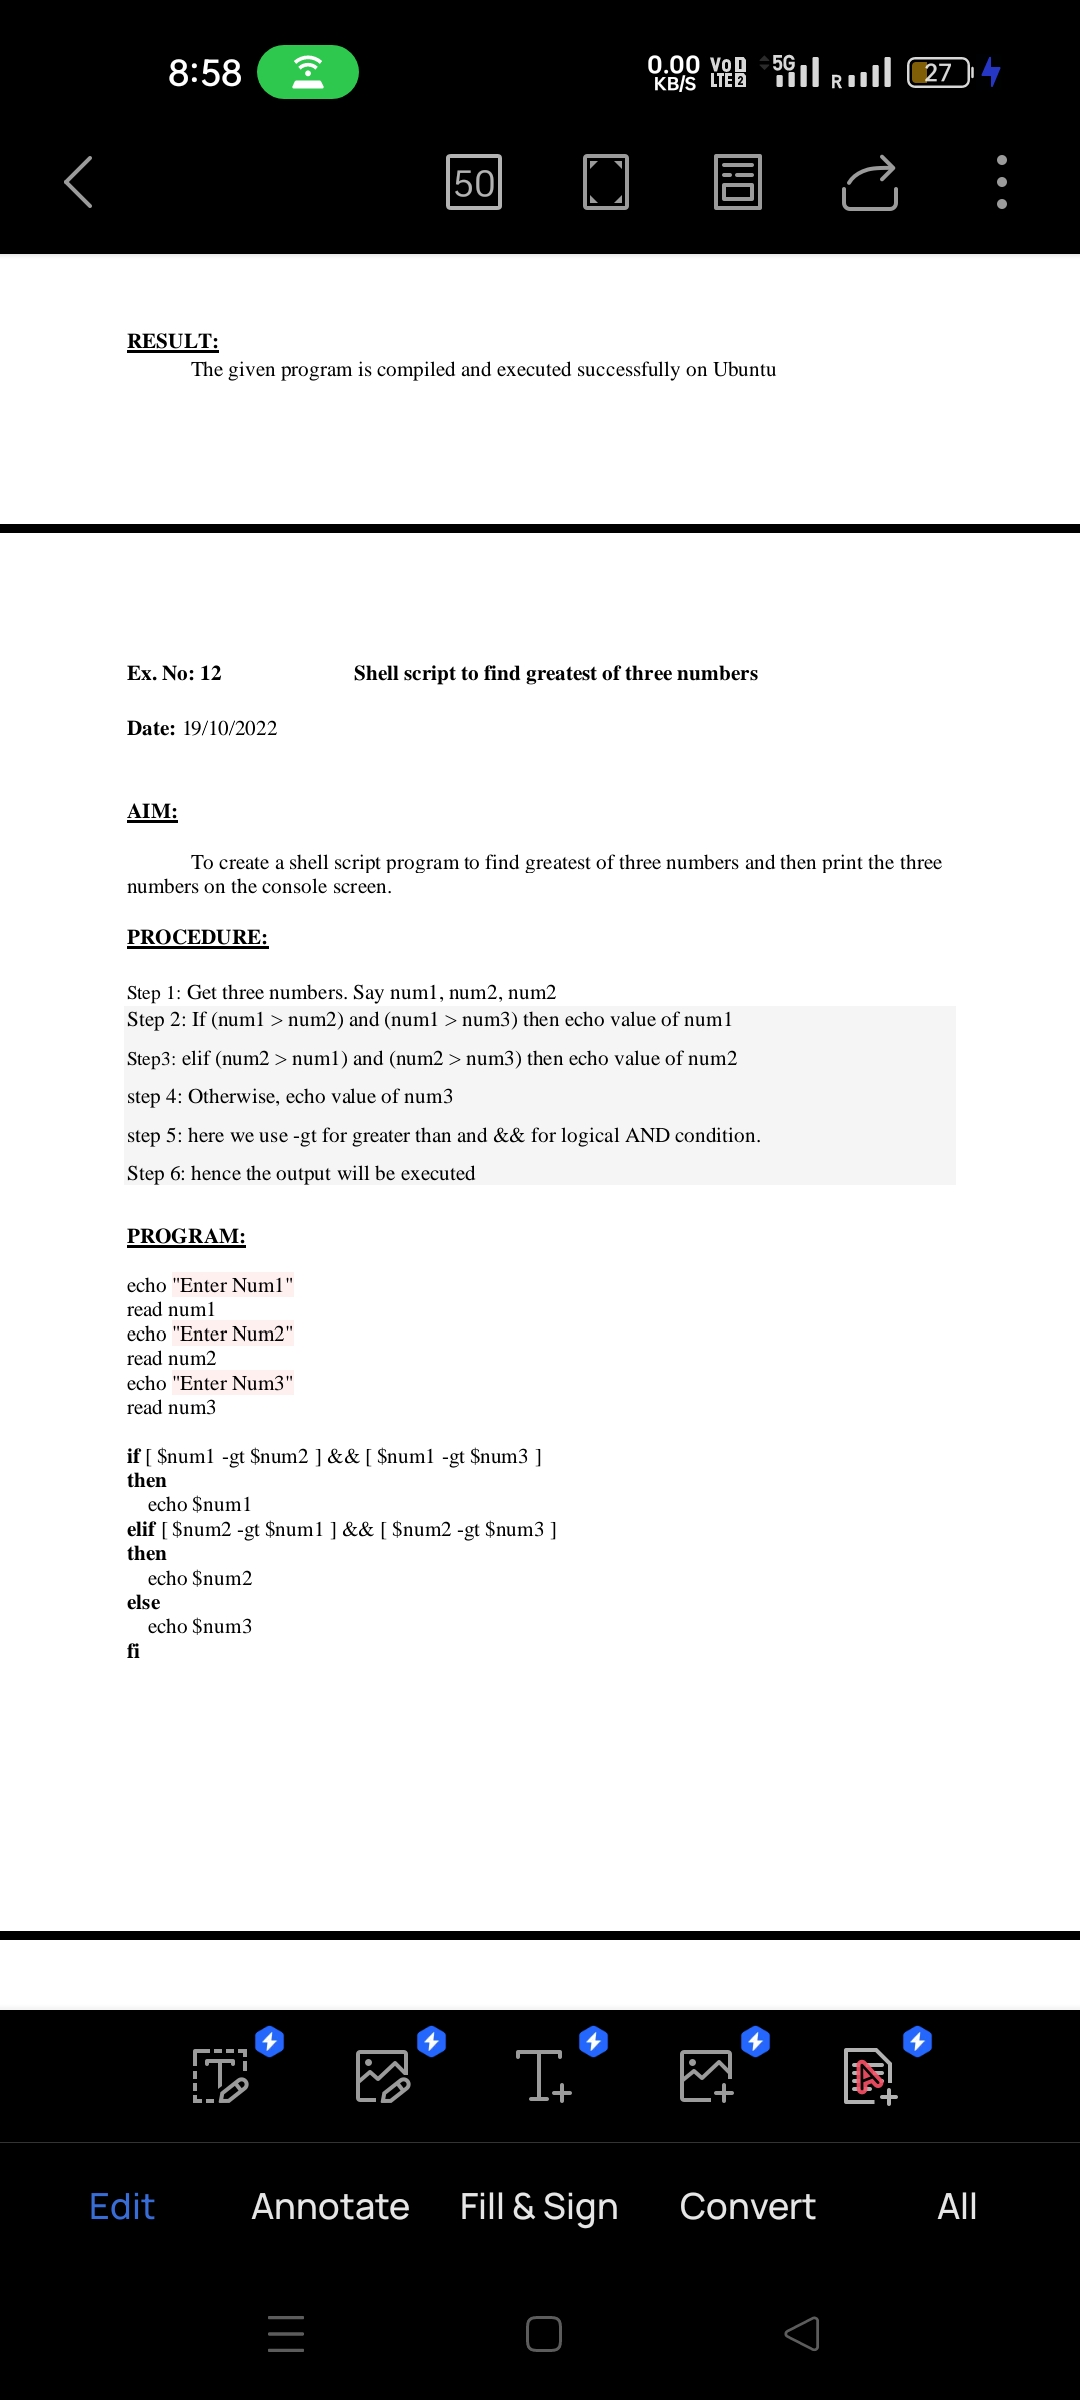 8:58
0.00 KB/S VoD LTE 2 5G R 27
50
RESULT:
The given program is compiled and executed successfully on Ubuntu
Ex. No: 12 Shell script to find greatest of three numbers
Date: 19/10/2022
AIM:
To create a shell script program to find greatest of three numbers and then print the three
numbers on the console screen.
PROCEDURE:
Step 1: Get three numbers. Say num1, num2, num2
Step 2: If (num1 > num2) and (num1 > num3) then echo value of num1
Step3: elif (num2 > num1) and (num2 > num3) then echo value of num2
step 4: Otherwise, echo value of num3
step 5: here we use -gt for greater than and && for logical AND condition.
Step 6: hence the output will be executed
PROGRAM:
echo "Enter Num1"
read num1
echo "Enter Num2"
read num2
echo "Enter Num3"
read num3
if [ $num1 -gt $num2 ] && [ $num1 -gt $num3 ]
then
echo $num1
elif [ $num2 -gt $num1 ] && [ $num2 -gt $num3 ]
then
echo $num2
else
echo $num3
fi
Edit Annotate Fill & Sign Convert All